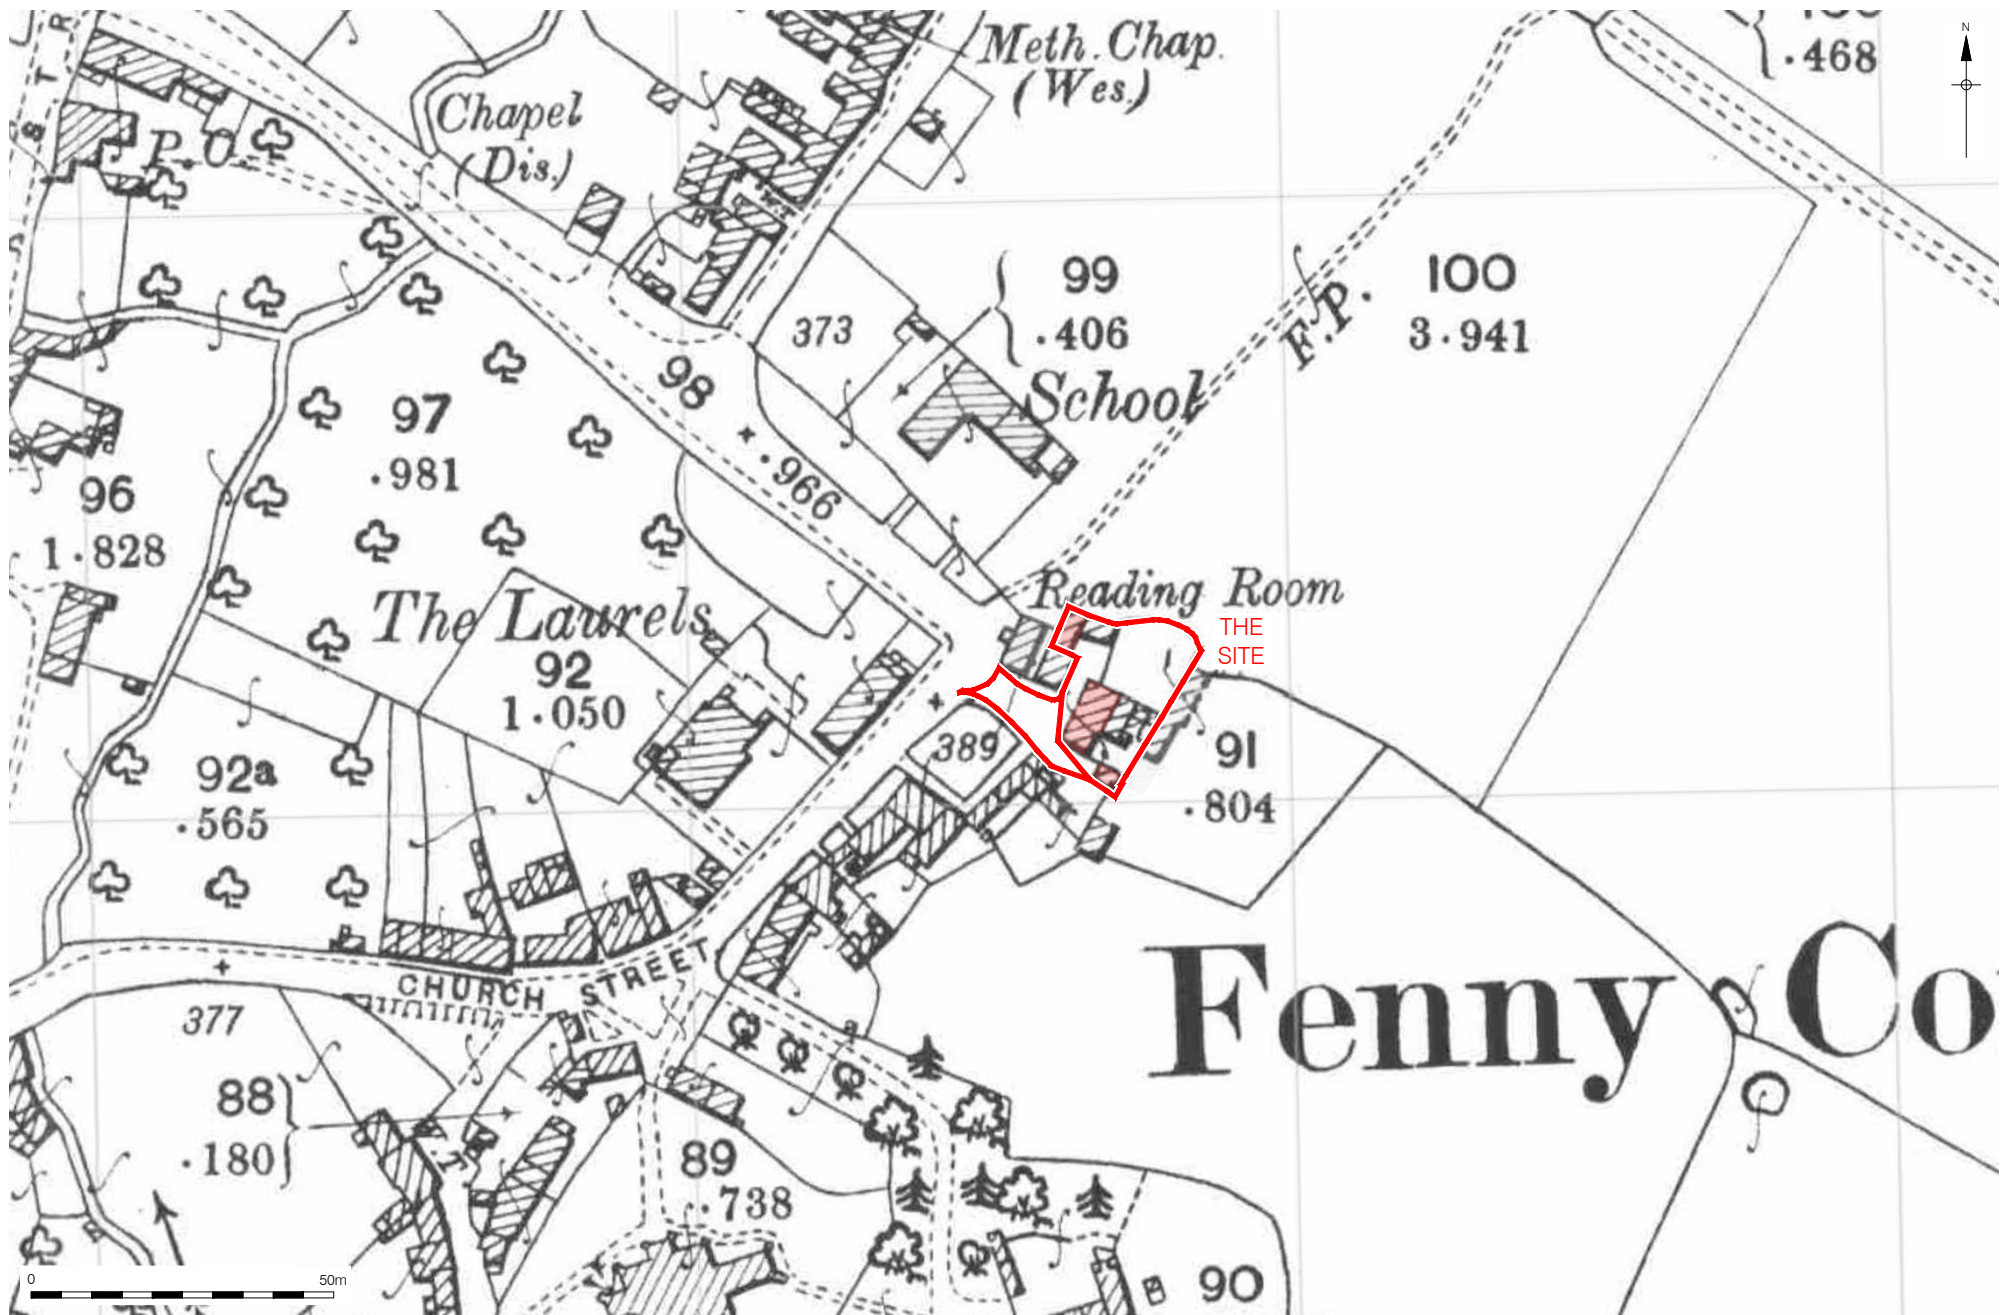 Meth. Chap.
(Wes.)
.468
N
Chapel
(Dis.)
P.O.
S T R
99
.406
School
373
F.P.
100
3.941
98
.966
97
.981
96
1.828
The Laurels
92
1.050
Reading Room
THE
SITE
389
91
.804
92a
.565
CHURCH STREET
377
Fenny Co
88
.180
89
.738
90
0 50m